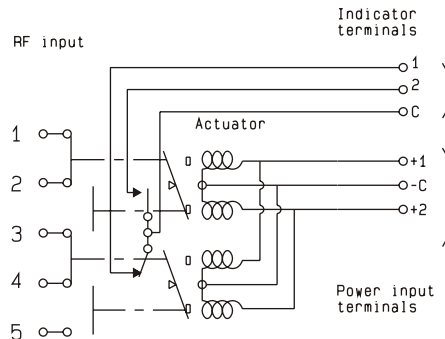 Indicator
terminals
RF input
1
2
C
Actuator
1
2
3
4
5
+1
-C
+2
Power input
terminals